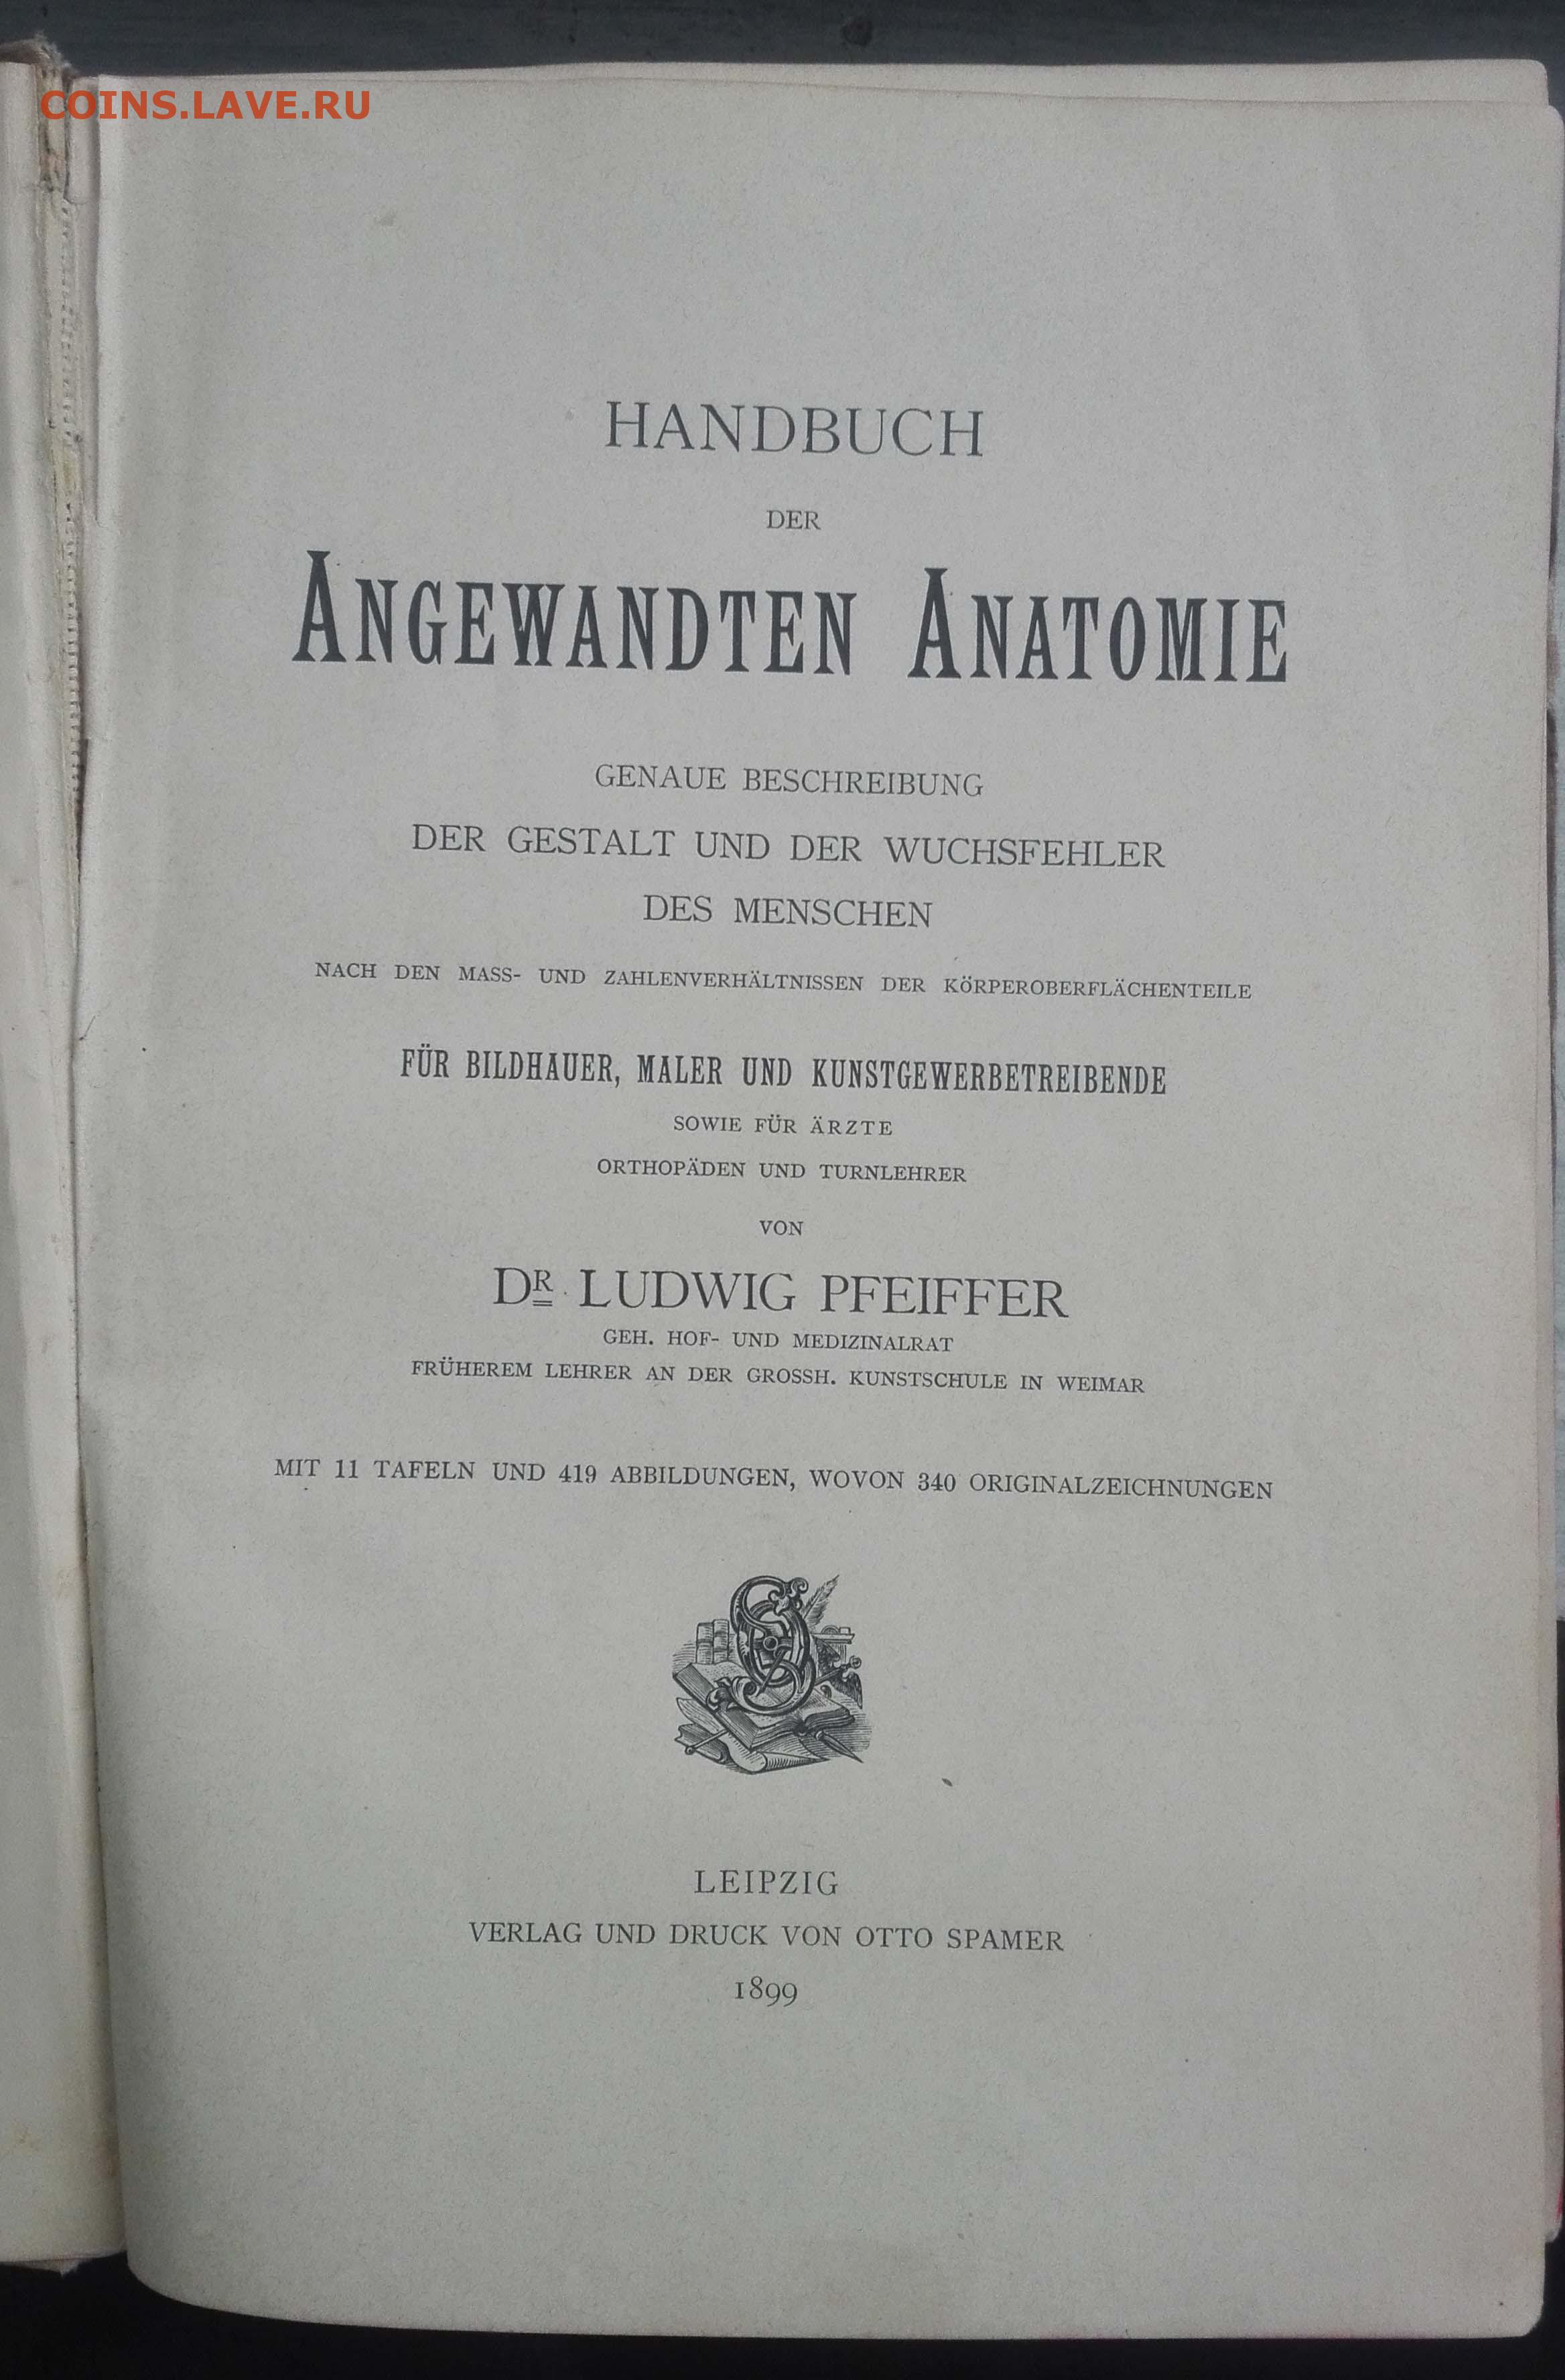 COINS.LAVE.RU
HANDBUCH
DER
ANGEWANDTEN ANATOMIE
GENAUE BESCHREIBUNG
DER GESTALT UND DER WUCHSFEHLER
DES MENSCHEN
NACH DEN MASS- UND ZAHLENVERHÄLTNISSEN DER KÖRPEROBERFLÄCHENTEILE
FÜR BILDHAUER, MALER UND KUNSTGEWERBETREIBENDE
SOWIE FÜR ÄRZTE
ORTHOPÄDEN UND TURNLEHRER
VON
DR. LUDWIG PFEIFFER
GEH. HOF- UND MEDIZINALRAT
FRÜHEREM LEHRER AN DER GROSSH. KUNSTSCHULE IN WEIMAR
MIT 11 TAFELN UND 419 ABBILDUNGEN, WOVON 340 ORIGINALZEICHNUNGEN
LEIPZIG
VERLAG UND DRUCK VON OTTO SPAMER
1899